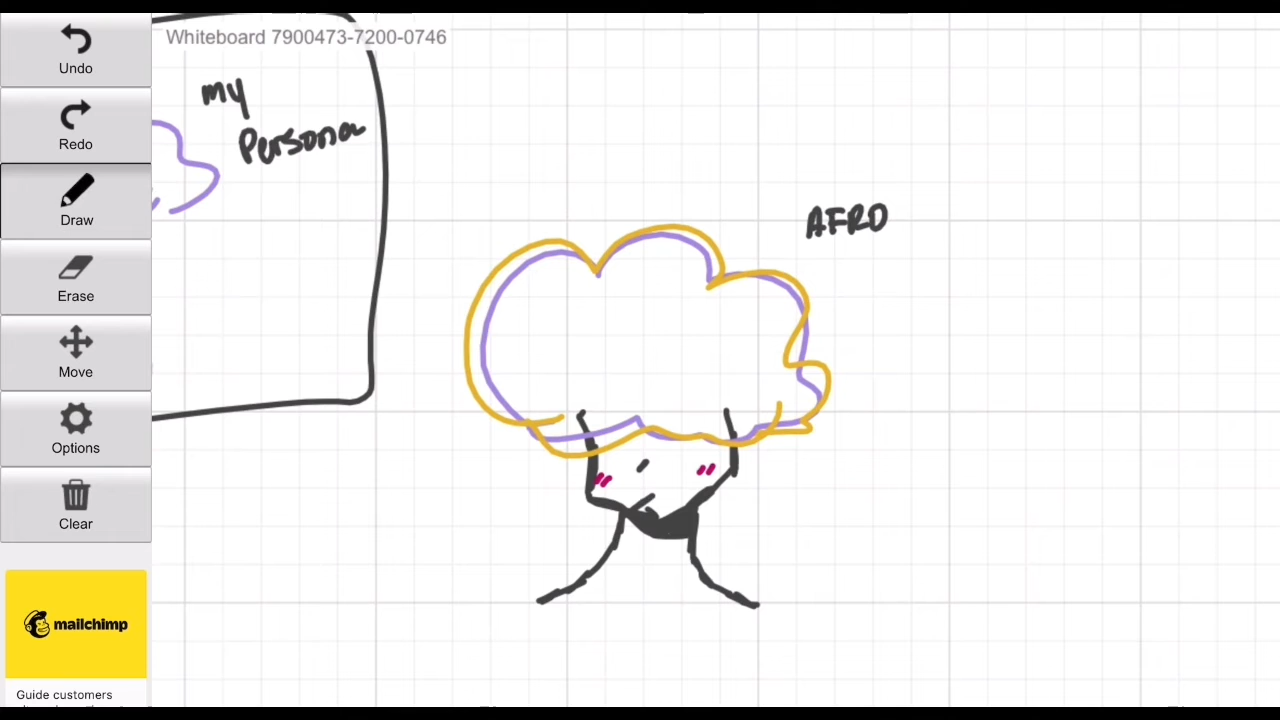 Whiteboard 7900473-7200-0746
Undo
Redo
Draw
Erase
Move
Options
Clear
my
Persona
AFRO
mailchimp
Guide customers